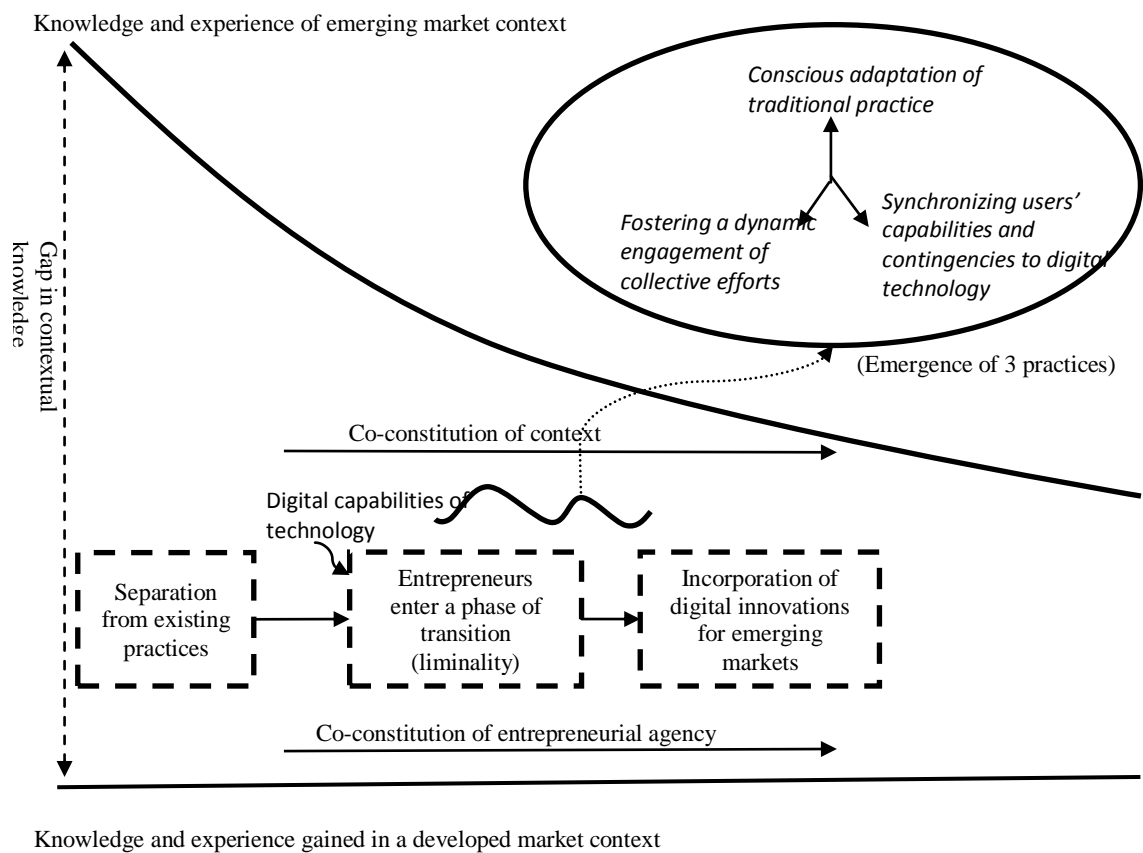 Knowledge and experience of emerging market context
Conscious adaptation of
traditional practice
Fostering a dynamic
engagement of
collective efforts
Synchronizing users’
capabilities and
contingencies to digital
technology
(Emergence of 3 practices)
Gap in contextual
knowledge
Co-constitution of context
Digital capabilities of
technology
Separation
from existing
practices
Entrepreneurs
enter a phase of
transition
(liminality)
Incorporation of
digital innovations
for emerging
markets
Co-constitution of entrepreneurial agency
Knowledge and experience gained in a developed market context